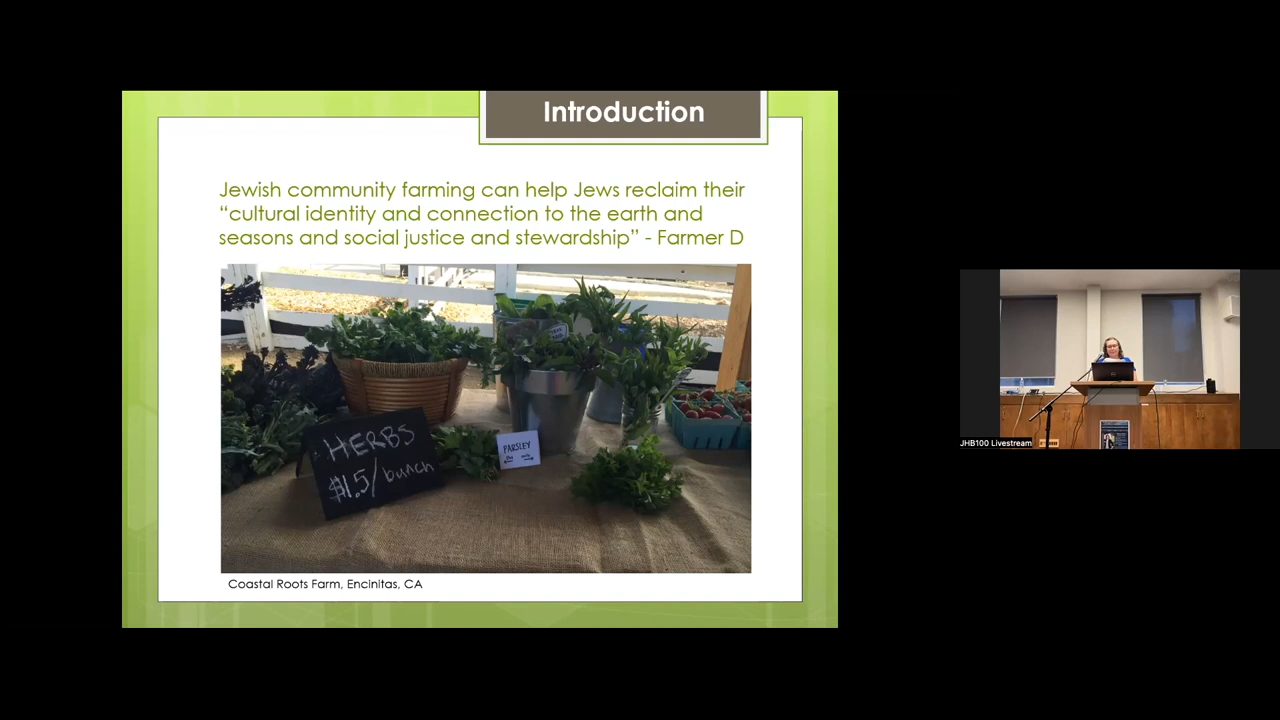 Introduction
Jewish community farming can help Jews reclaim their
“cultural identity and connection to the earth and
seasons and social justice and stewardship” - Farmer D
HERBS
$1.5/bunch
PARSLEY
Coastal Roots Farm, Encinitas, CA
JHB100 Livestream